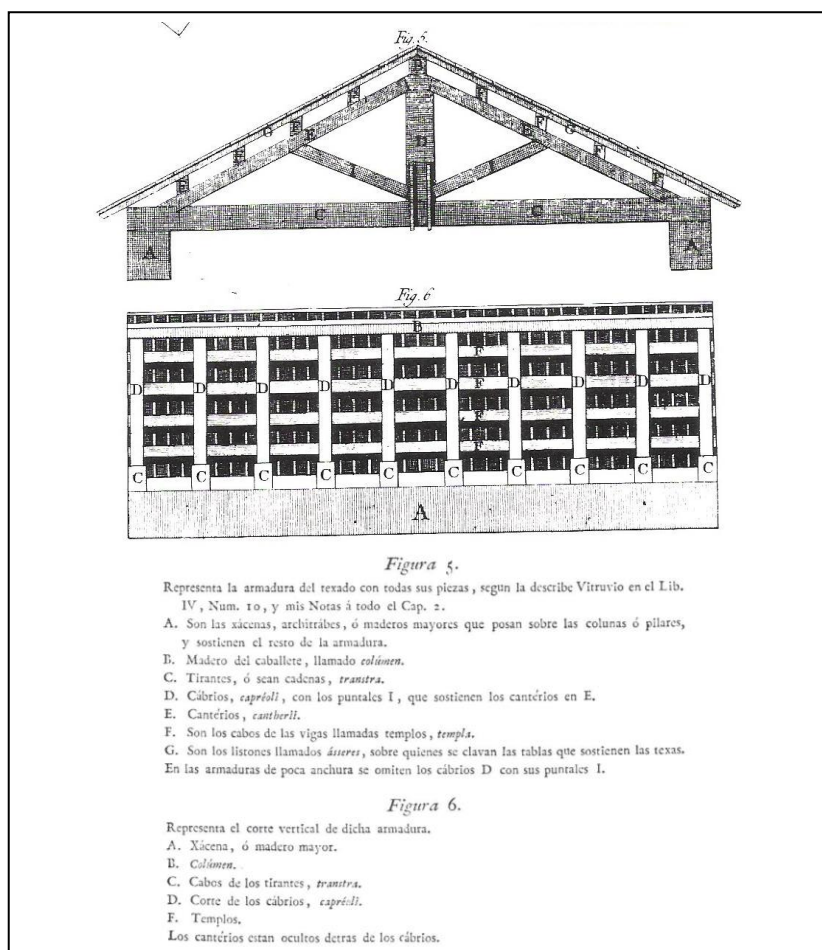 Fig. 5.
B
F F
G E F G
E E E F
F D F
E I I F
C C
A A
Fig. 6
B
F
D D D D D F D D D D D
F
F
C C C C C C C C C C
A
Figura 5.
Representa la armadura del texado con todas sus piezas, segun la describe Vitruvio en el Lib.
IV, Num. 10, y mis Notas à todo el Cap. 2.
A. Son las xácenas, architrábes, ó maderos mayores que posan sobre las colunas ó pilares,
y sostienen el resto de la armadura.
B. Madero del caballete, llamado colúmen.
C. Tirantes, ó sean cadenas, transtra.
D. Cábrios, capréoli, con los puntales I, que sostienen los cantérios en E.
E. Cantérios, cantherii.
F. Son los cabos de las vigas llamadas templos, templa.
G. Son los listones llamados ásseres, sobre quienes se clavan las tablas que sostienen las texas.
En las armaduras de poca anchura se omiten los cábrios D con sus puntales I.
Figura 6.
Representa el corte vertical de dicha armadura.
A. Xácena, ó madero mayor.
B. Colúmen.
C. Cabos de los tirantes, transtra.
D. Corte de los cábrios, capréoli.
F. Templos.
Los cantérios estan ocultos detras de los cábrios.